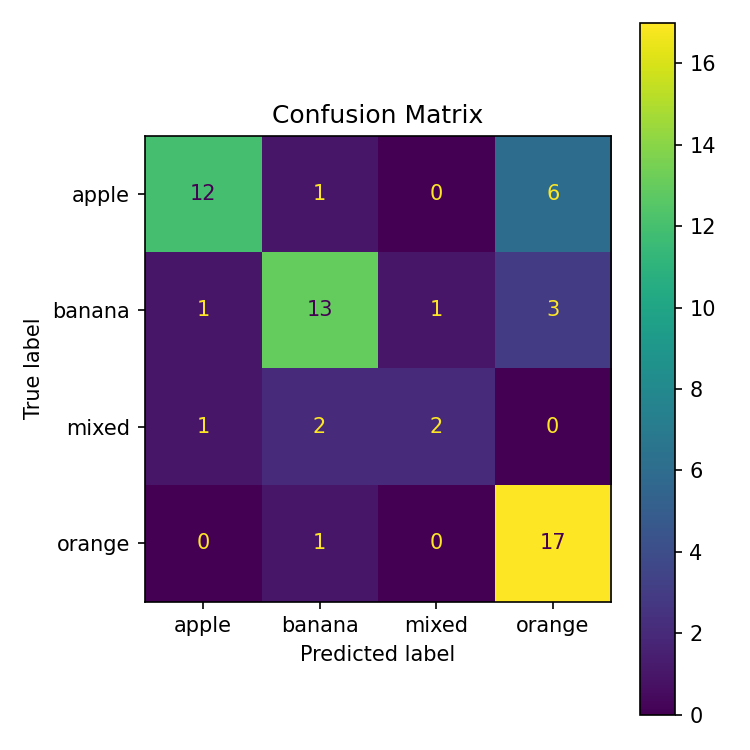 Confusion Matrix
True label
apple 12 1 0 6
banana 1 13 1 3
mixed 1 2 2 0
orange 0 1 0 17
apple banana mixed orange
Predicted label
16
14
12
10
8
6
4
2
0